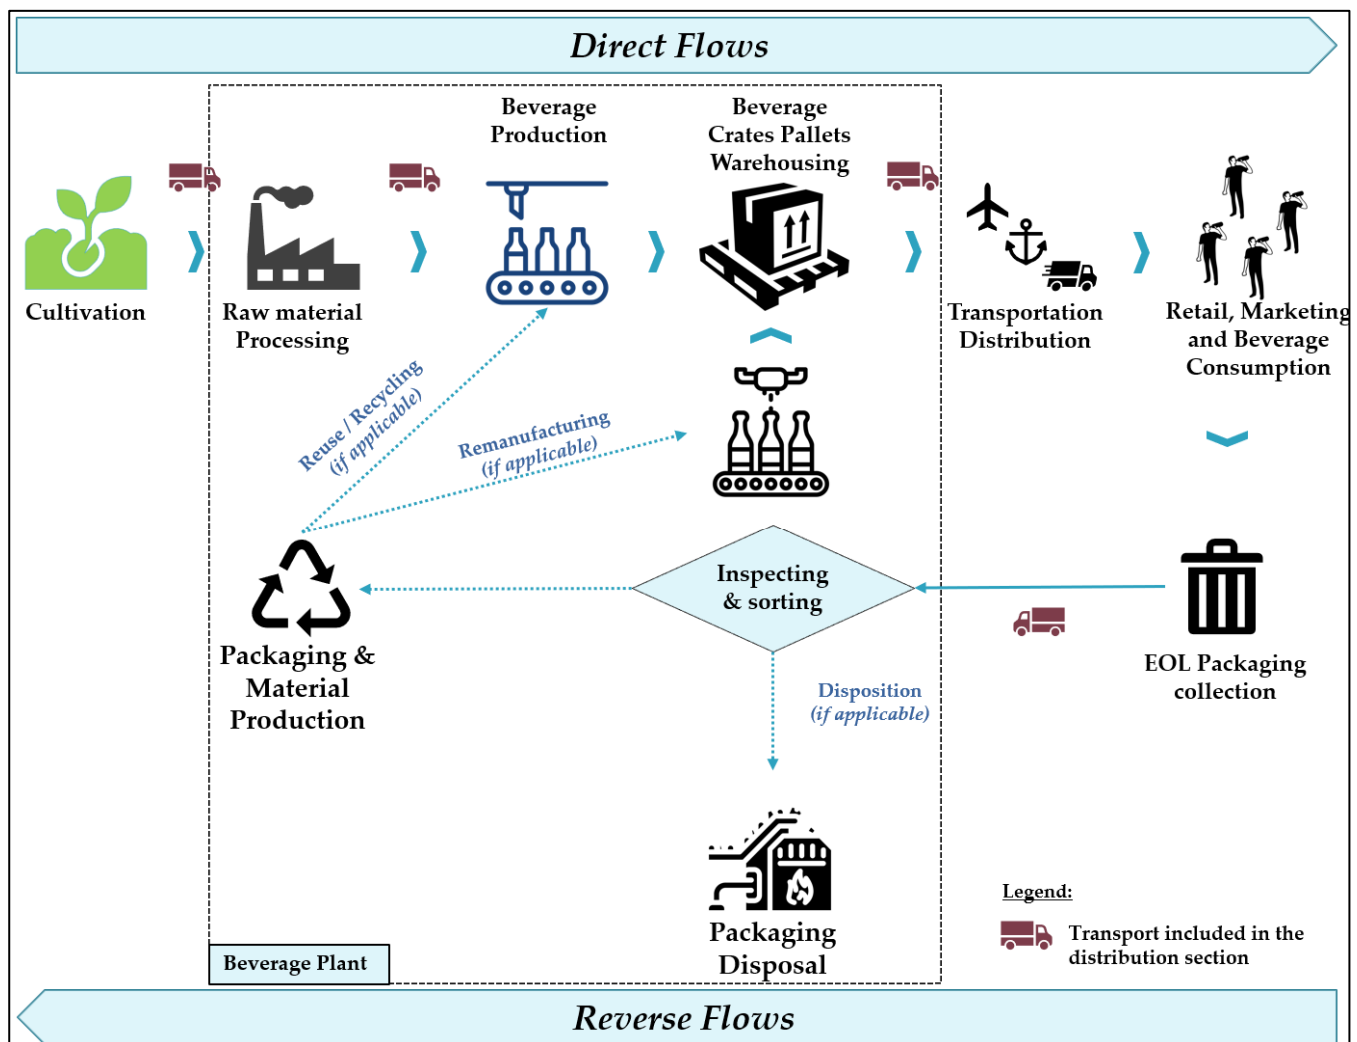 Direct Flows
Beverage
Production
Beverage
Crates Pallets
Warehousing
Cultivation
Raw material
Processing
Transportation
Distribution
Retail, Marketing
and Beverage
Consumption
Reuse / Recycling
(if applicable)
Remanufacturing
(if applicable)
Inspecting
& sorting
Packaging &
Material
Production
EOL Packaging
collection
Disposition
(if applicable)
Packaging
Disposal
Legend:
Transport included in the
distribution section
Beverage Plant
Reverse Flows